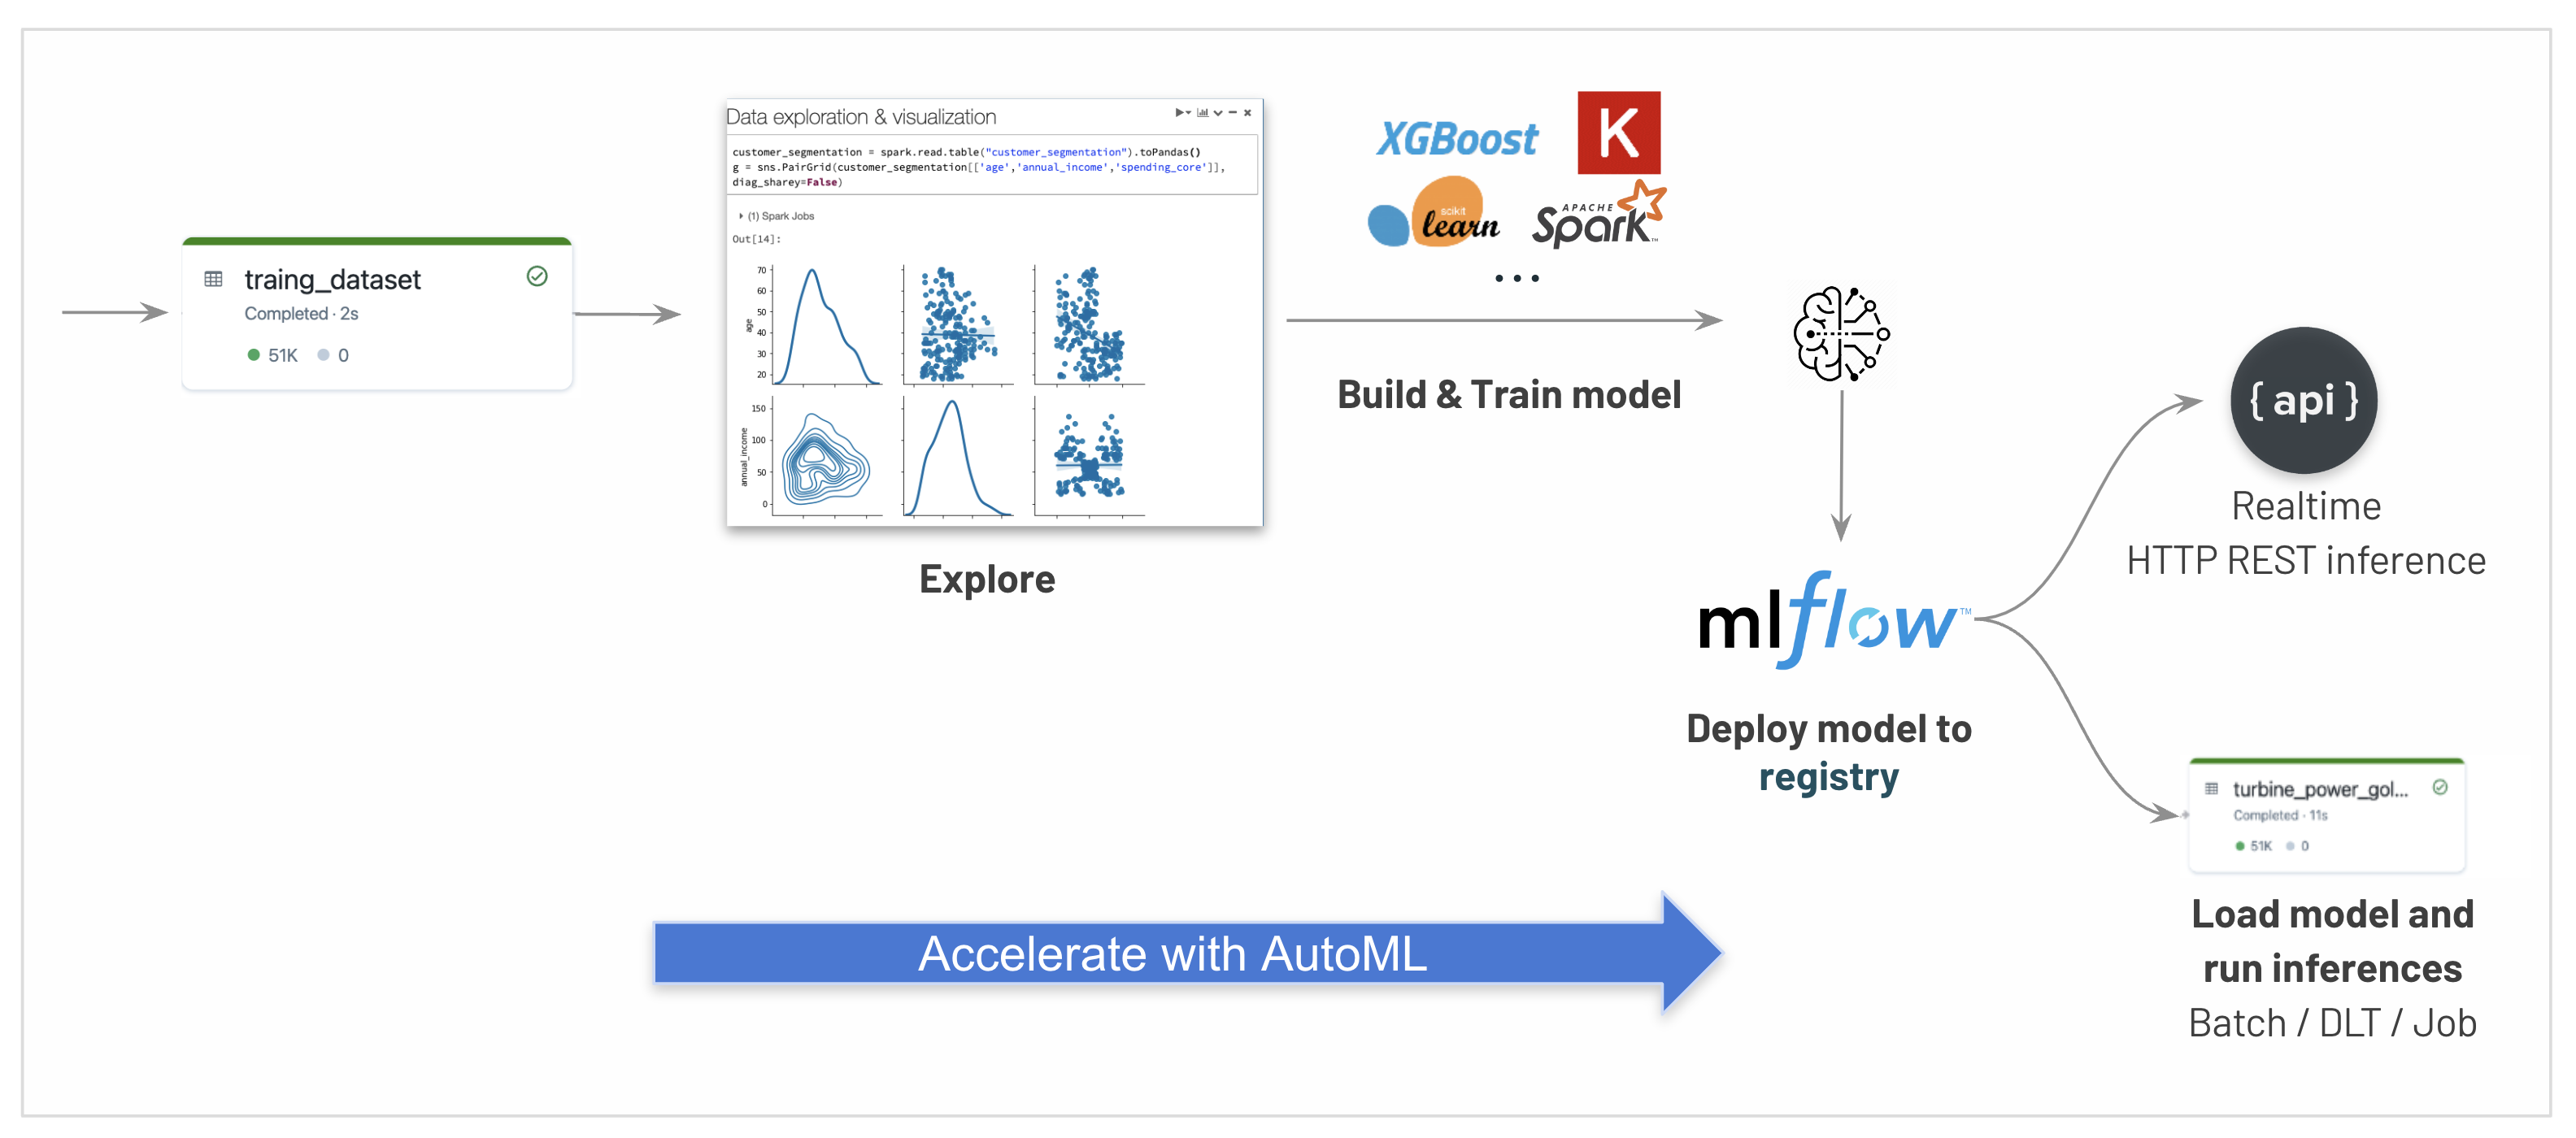 traing_dataset
Completed · 2s
51K 0
Data exploration & visualization
customer_segmentation = spark.read.table("customer_segmentation").toPandas()
g = sns.PairGrid(customer_segmentation[['age','annual_income','spending_core']],
diag_sharey=False)
(1) Spark Jobs
Out[14]:
70
60
50
40
30
20
age
150
100
50
0
annual_income
Explore
XGBoost
K
scikit
learn
APACHE
Spark™
...
Build & Train model
mlflow™
Deploy model to
registry
{ api }
Realtime
HTTP REST inference
turbine_power_gol...
Completed · 11s
51K 0
Load model and
run inferences
Batch / DLT / Job
Accelerate with AutoML